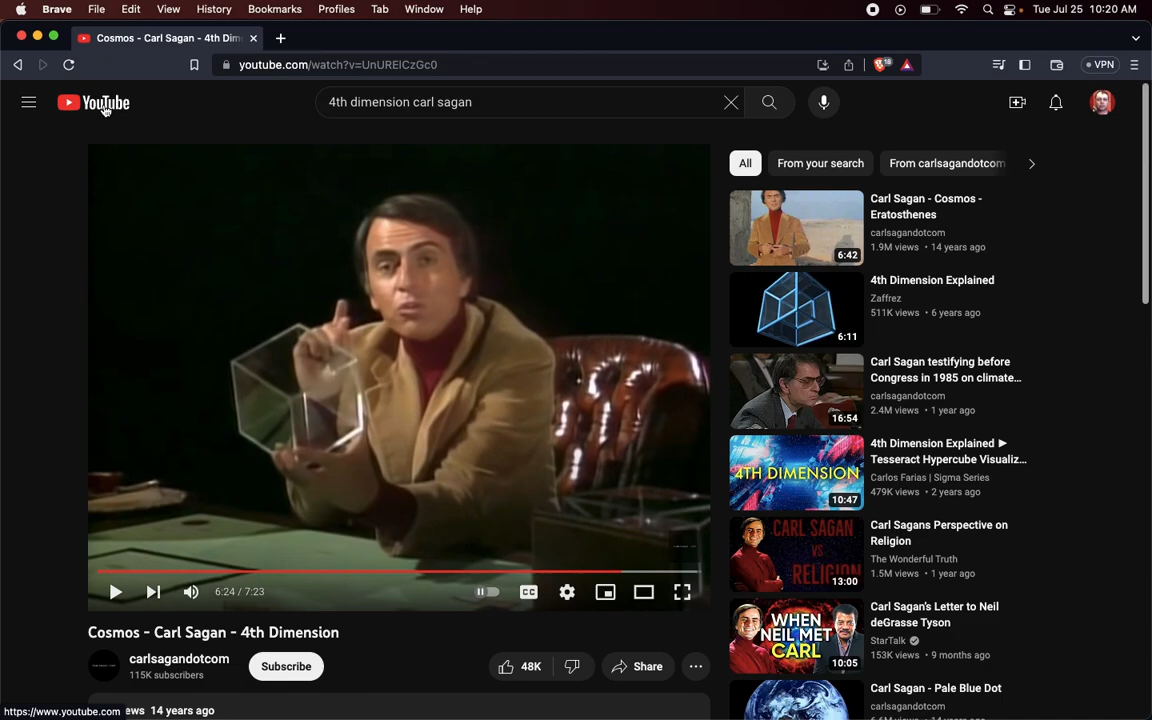 Brave File Edit View History Bookmarks Profiles Tab Window Help Tue Jul 25 10:20 AM
Cosmos - Carl Sagan - 4th Dim
youtube.com/watch?v=UnURElCzGc0 18 VPN
YouTube 4th dimension carl sagan
All From your search From carlsagandotcom
Carl Sagan - Cosmos -
Eratosthenes
carlsagandotcom
1.9M views • 14 years ago
6:42
4th Dimension Explained
Zaffrez
511K views • 6 years ago
6:11
Carl Sagan testifying before
Congress in 1985 on climate...
carlsagandotcom
2.4M views • 1 year ago
16:54
4th Dimension Explained ►
Tesseract Hypercube Visualiz...
Carlos Farias | Sigma Series
479K views • 2 years ago
4TH DIMENSION
10:47
Carl Sagans Perspective on
Religion
The Wonderful Truth
1.5M views • 1 year ago
CARL SAGAN
VS
RELIGION
13:00
Carl Sagan's Letter to Neil
deGrasse Tyson
StarTalk
153K views • 9 months ago
WHEN
NEIL MET
CARL
10:05
Carl Sagan - Pale Blue Dot
carlsagandotcom
6:24 / 7:23 CC
Cosmos - Carl Sagan - 4th Dimension
carlsagandotcom
115K subscribers
Subscribe 48K Share
https://www.youtube.com ews 14 years ago